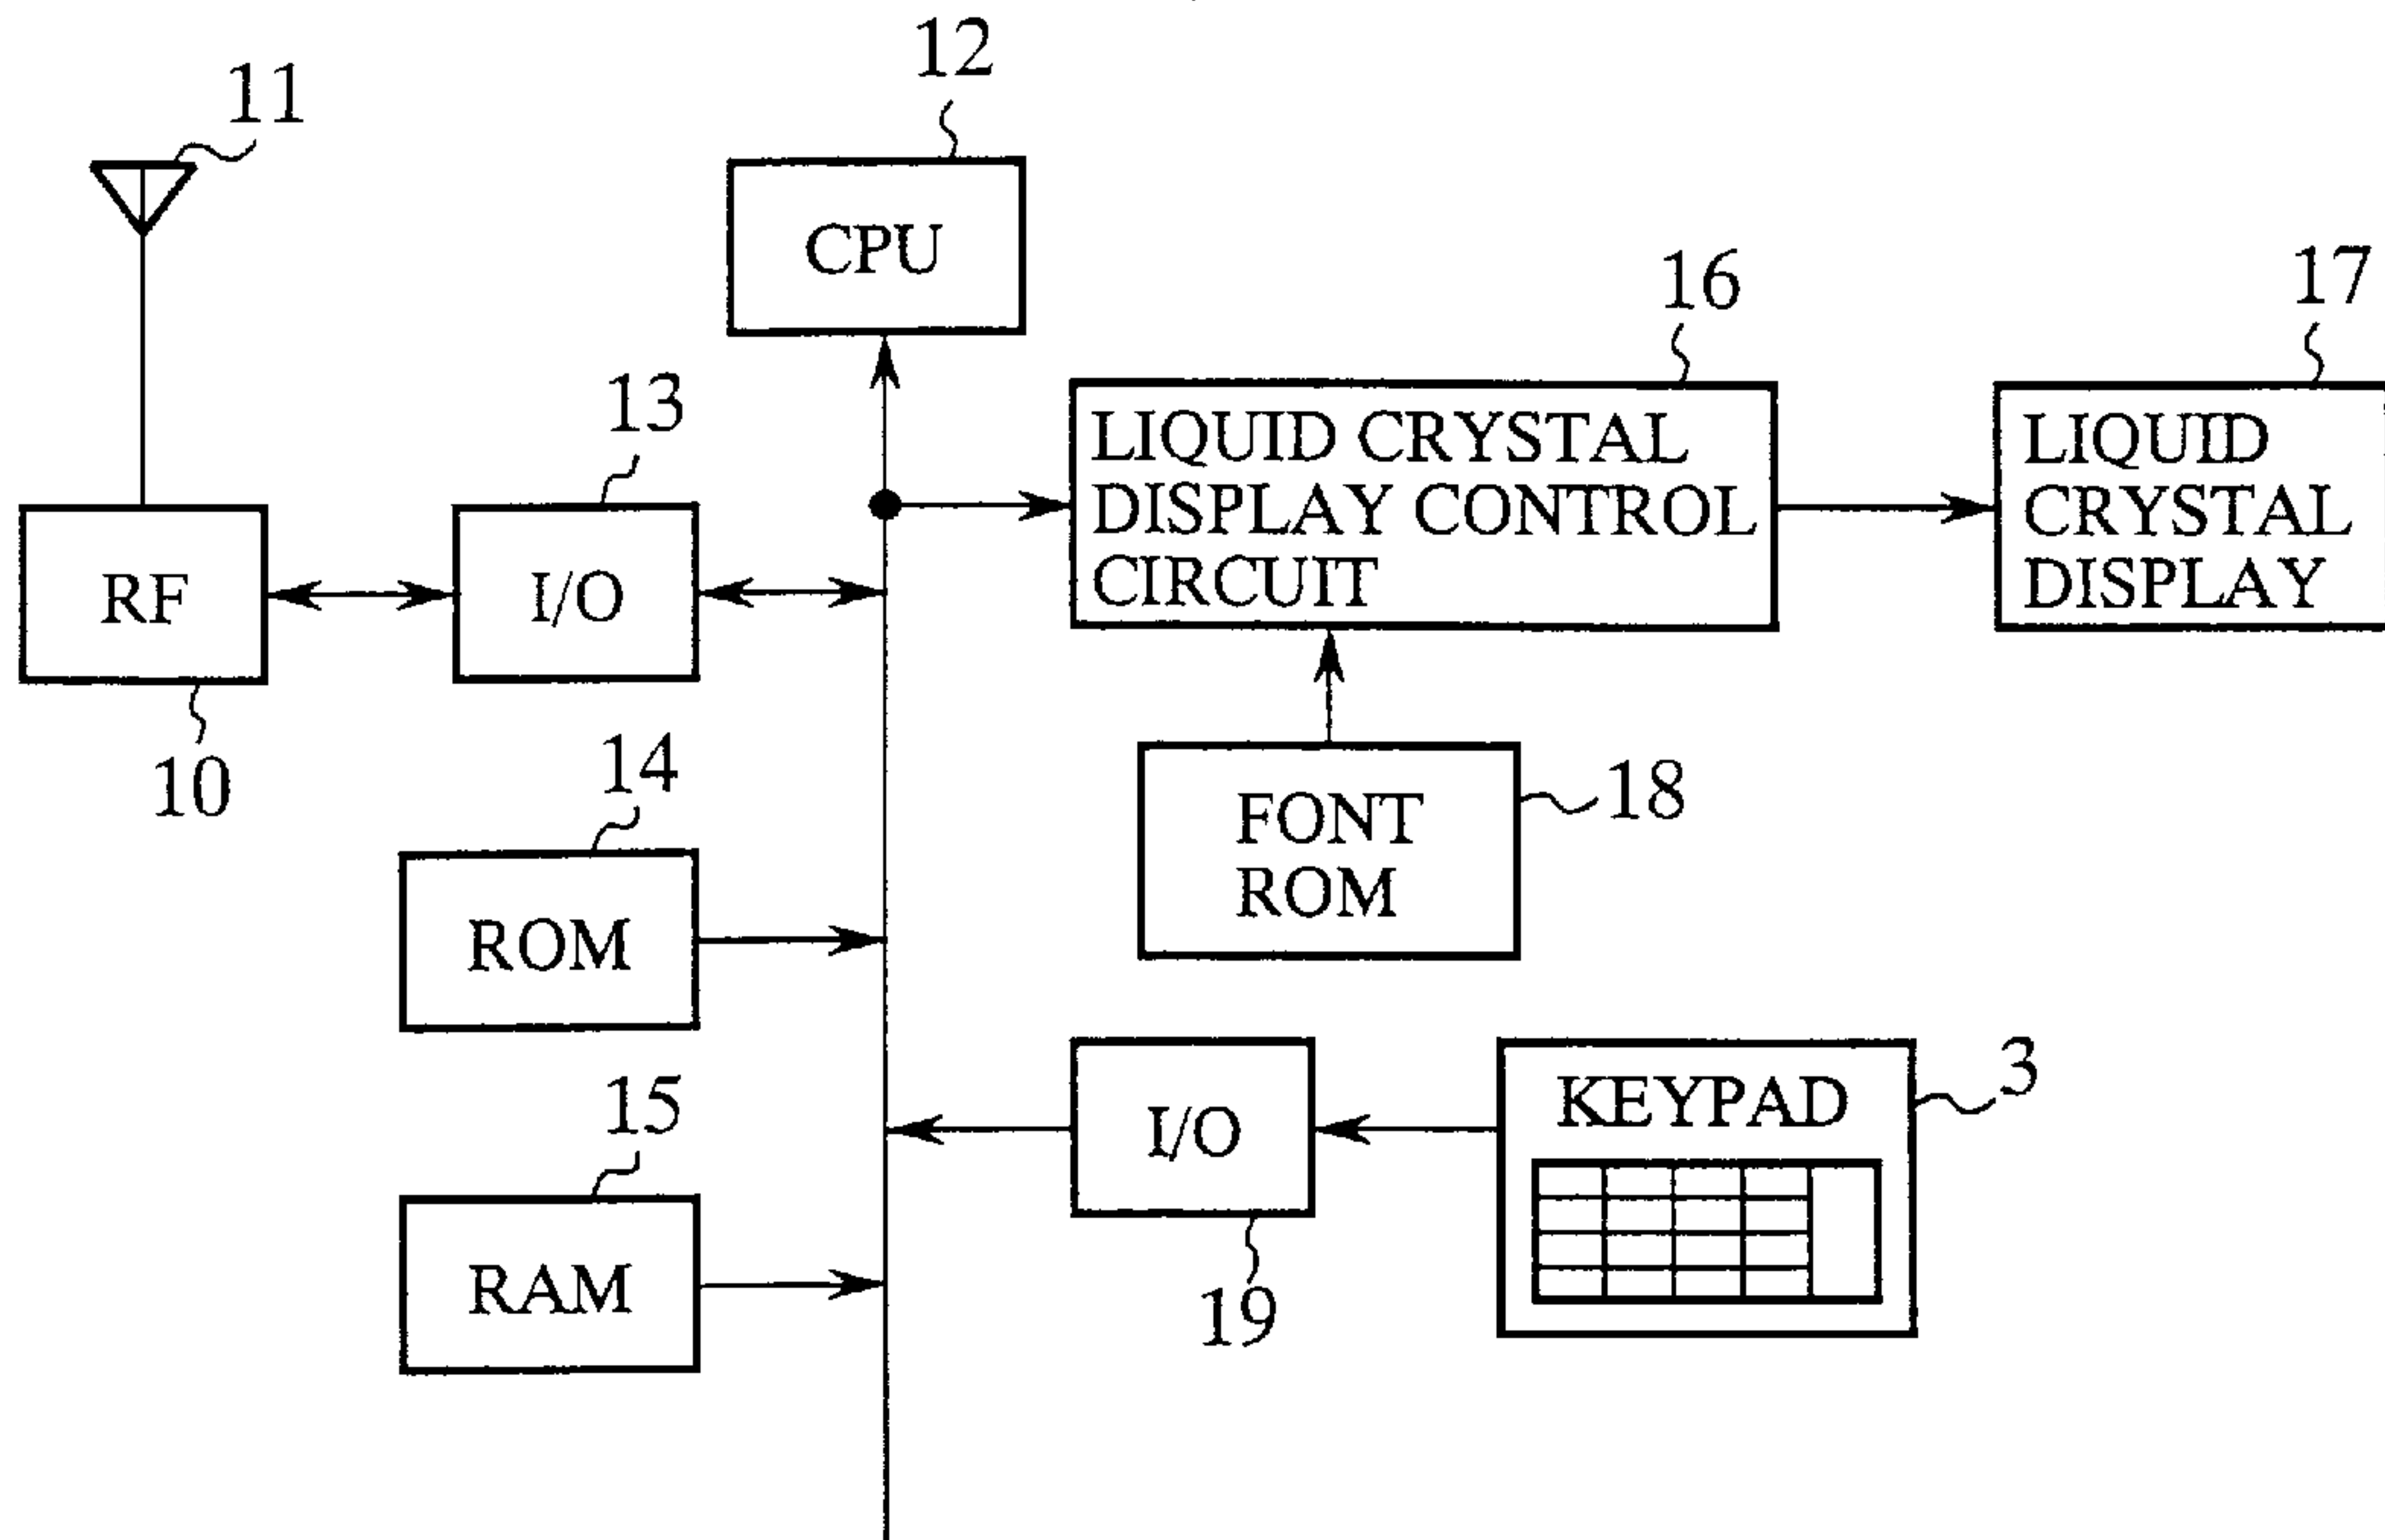 12
11
CPU
16
17
13
LIQUID CRYSTAL
DISPLAY CONTROL
CIRCUIT
LIQUID
CRYSTAL
DISPLAY
RF
I/O
10
14
18
FONT
ROM
ROM
3
KEYPAD
15
I/O
RAM
19